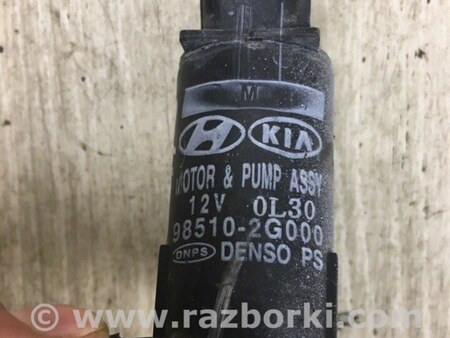 M
KIA
MOTOR & PUMP ASSY
12V 0L30
98510-2G000
DNPS DENSO PS
© www.razborki.com